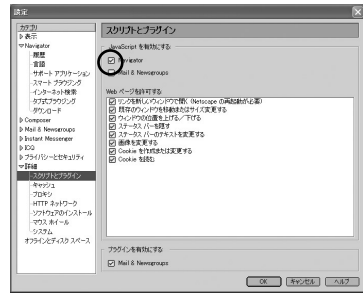 設定
カテゴリ
表示
Navigator
履歴
言語
サポート アプリケーション
スマート ブラウジング
インターネット検索
タブ式ブラウジング
ダウンロード
Composer
Mail & Newsgroups
Instant Messenger
ICQ
プライバシーとセキュリティ
詳細
スクリプトとプラグイン
キャッシュ
プロキシ
HTTP ネットワーク
ソフトウェアのインストール
マウス ホイール
システム
オフラインとディスク スペース
スクリプトとプラグイン
JavaScript を有効にする:
Navigator
Mail & Newsgroups
Web ページを許可する:
リンクを新しいウィンドウで開く (Netscape の再起動が必要)
既存のウィンドウを移動またはサイズ変更する
ウィンドウの位置を上げる/下げる
ステータス バーを隠す
ステータス バーのテキストを変更する
画像を変更する
Cookie を作成または変更する
Cookie を読む
プラグインを有効にする:
Mail & Newsgroups
OK
キャンセル
ヘルプ